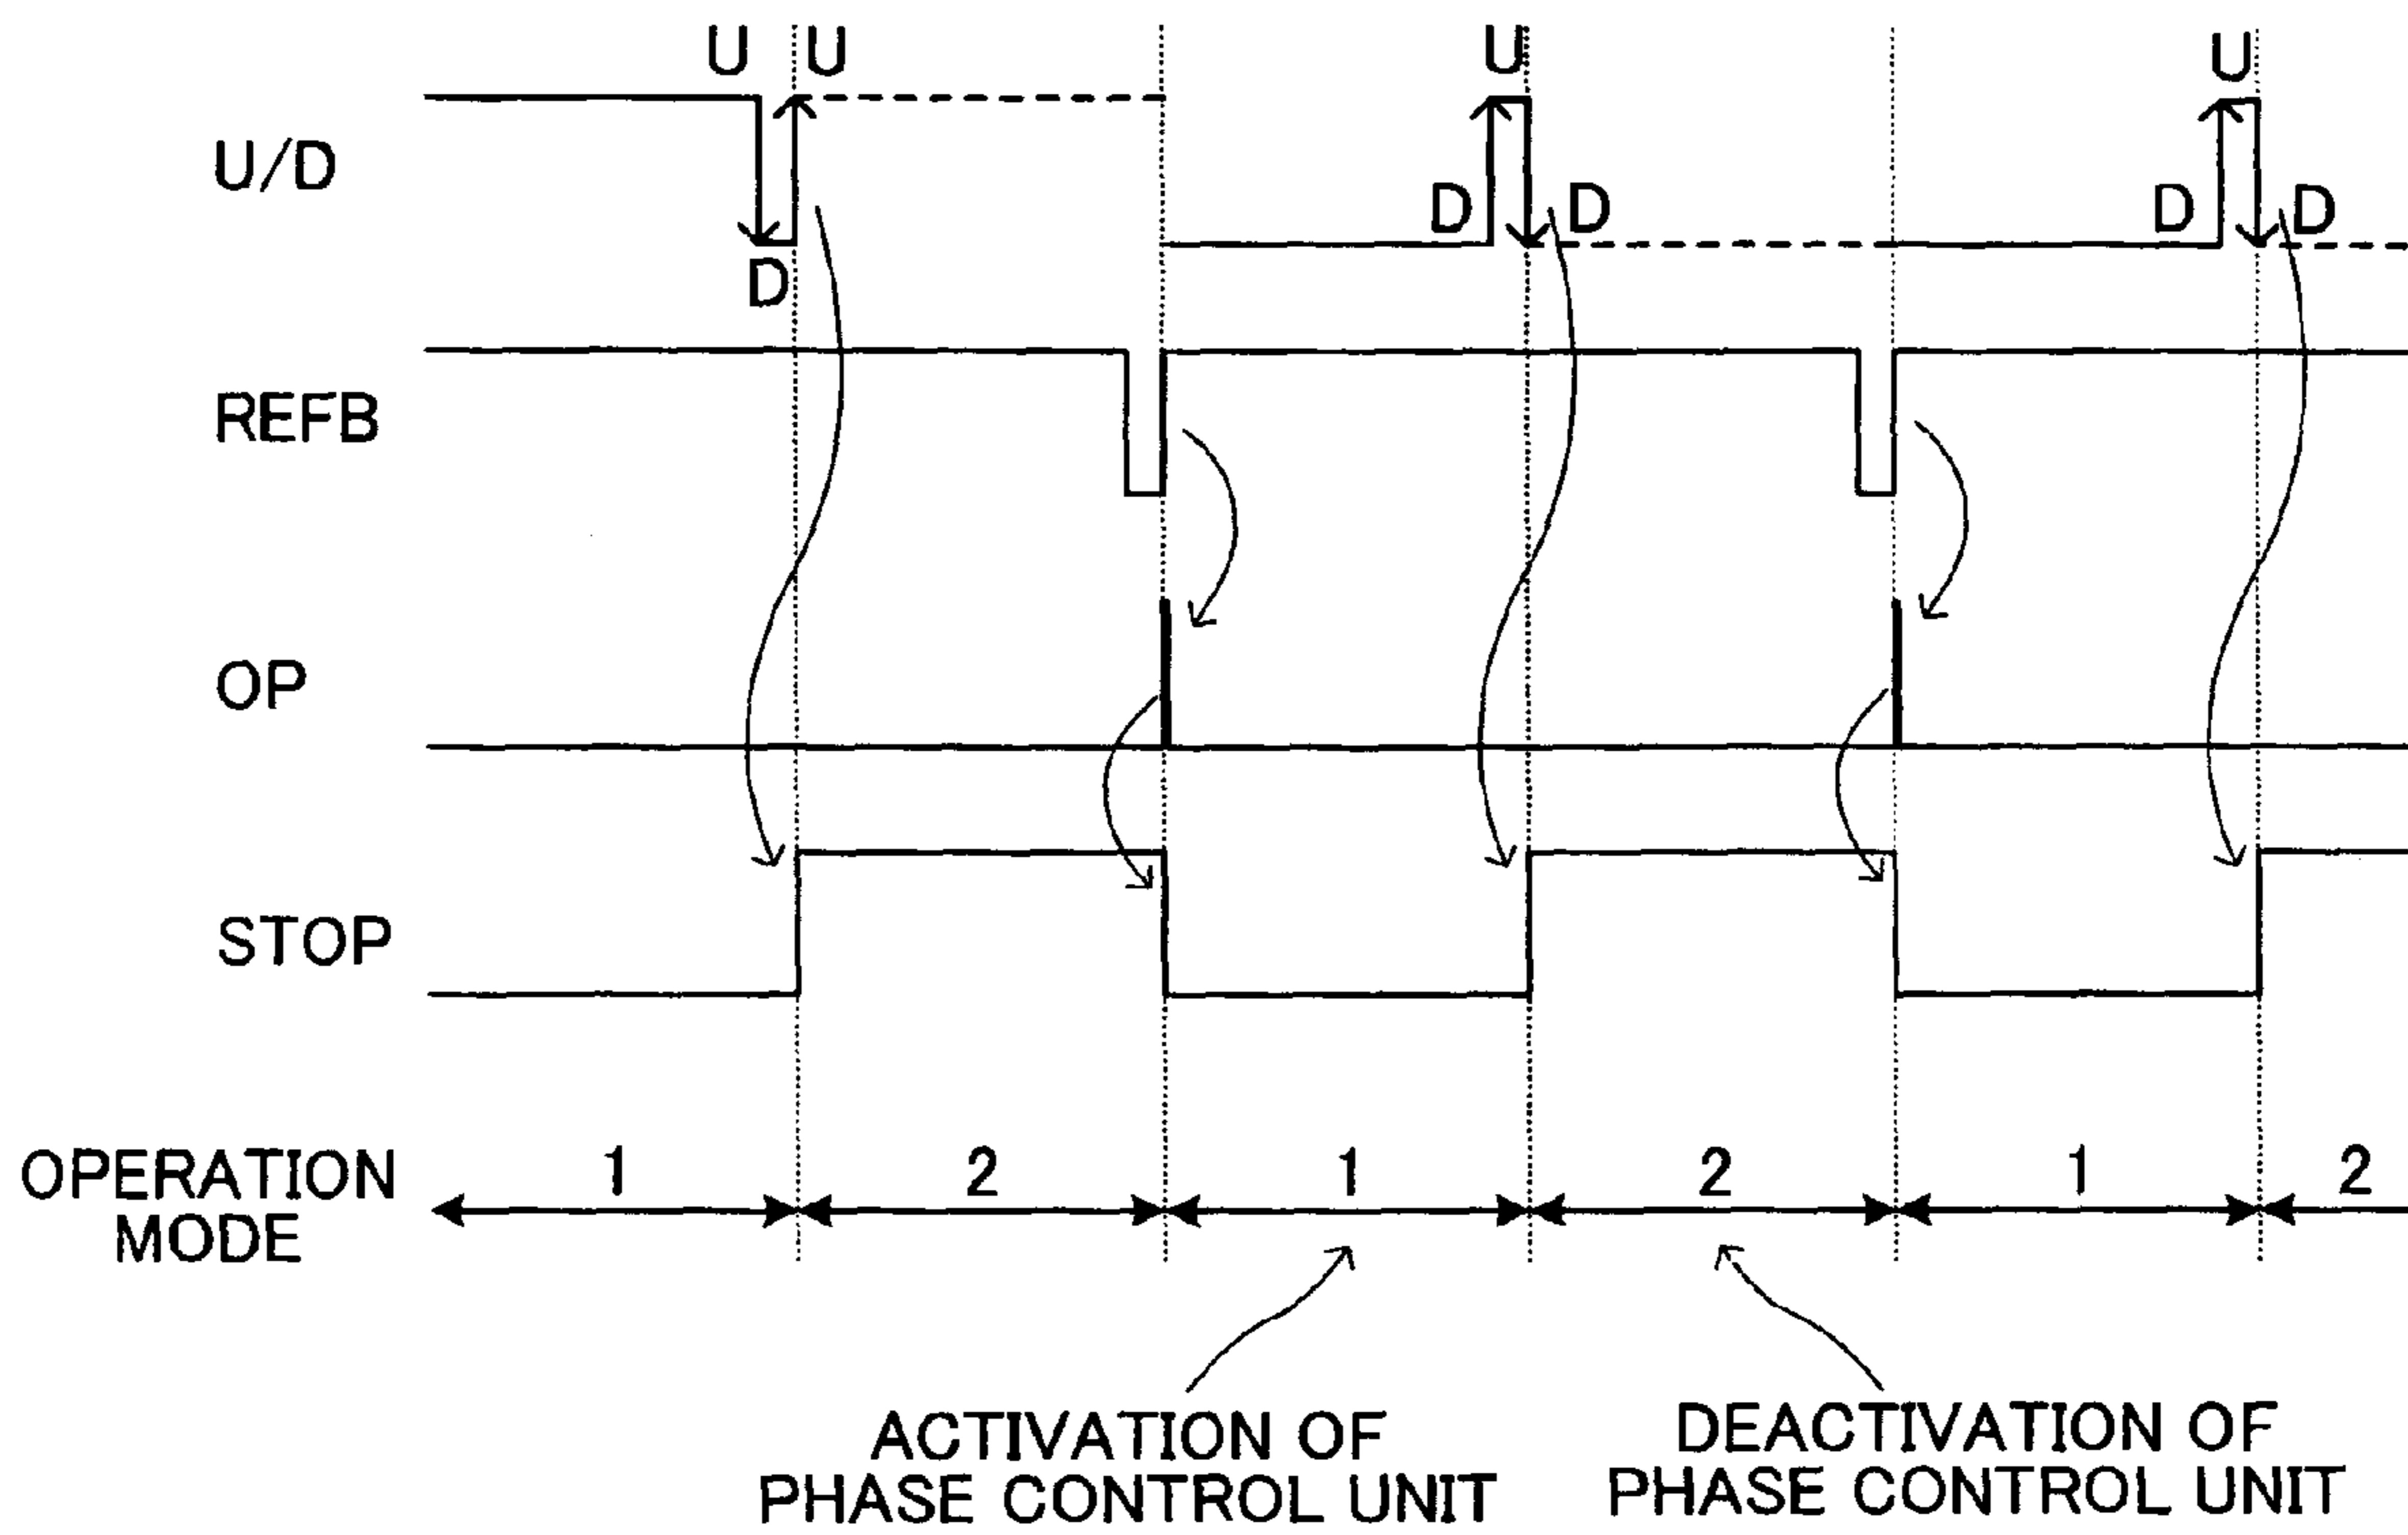 U U U U
U/D
D D D D
D
REFB
OP
STOP
OPERATION
MODE
1 2 1 2 1 2
ACTIVATION OF
PHASE CONTROL UNIT
DEACTIVATION OF
PHASE CONTROL UNIT